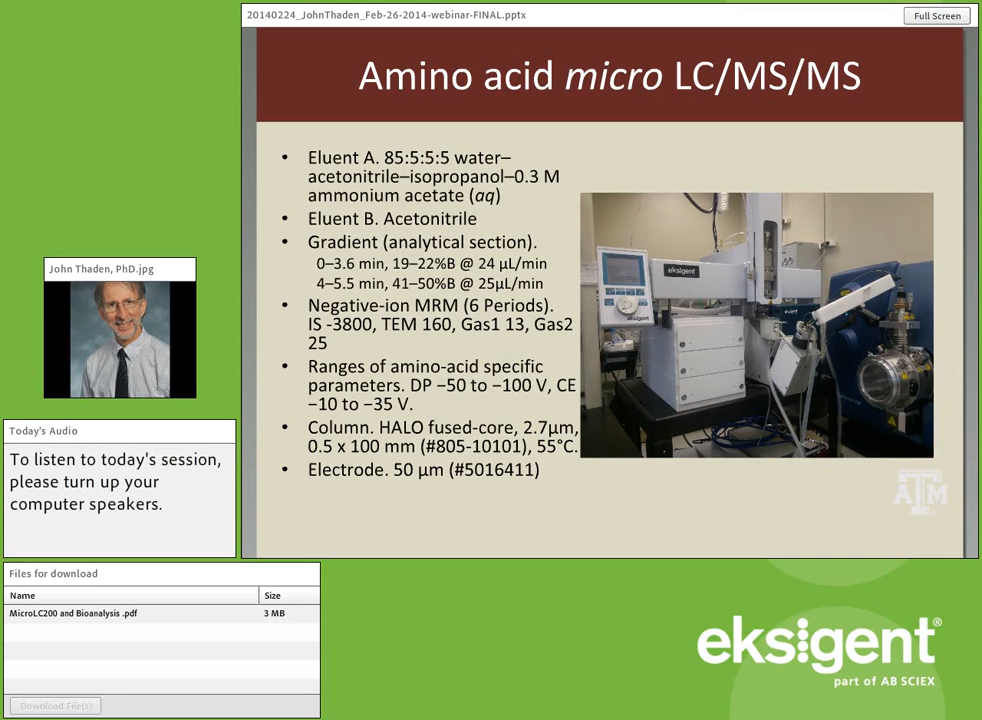 20140224_JohnThaden_Feb-26-2014-webinar-FINAL.pptx
Full Screen
Amino acid micro LC/MS/MS
• Eluent A. 85:5:5:5 water–
acetonitrile–isopropanol–0.3 M
ammonium acetate (aq)
• Eluent B. Acetonitrile
• Gradient (analytical section).
0–3.6 min, 19–22%B @ 24 µL/min
4–5.5 min, 41–50%B @ 25µL/min
• Negative-ion MRM (6 Periods).
IS -3800, TEM 160, Gas1 13, Gas2
25
• Ranges of amino-acid specific
parameters. DP −50 to −100 V, CE
−10 to −35 V.
• Column. HALO fused-core, 2.7µm,
0.5 x 100 mm (#805-10101), 55°C.
• Electrode. 50 µm (#5016411)
eksigent
ATM
John Thaden, PhD.jpg
Today's Audio
To listen to today's session,
please turn up your
computer speakers.
Files for download
Name Size
MicroLC200 and Bioanalysis .pdf 3 MB
Download File(s)
eksigent®
part of AB SCIEX